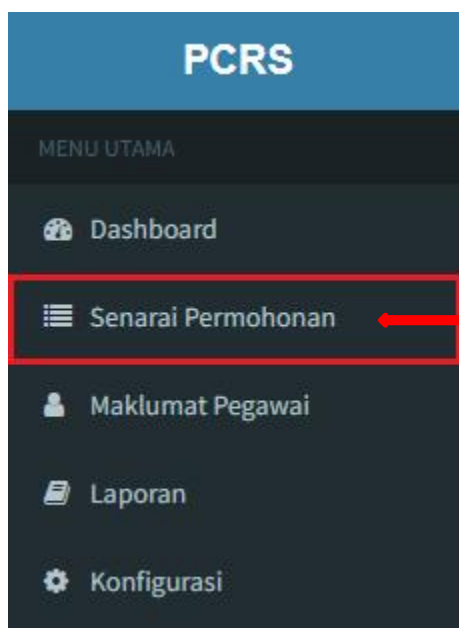 PCRS
MENU UTAMA
Dashboard
Senarai Permohonan
Maklumat Pegawai
Laporan
Konfigurasi